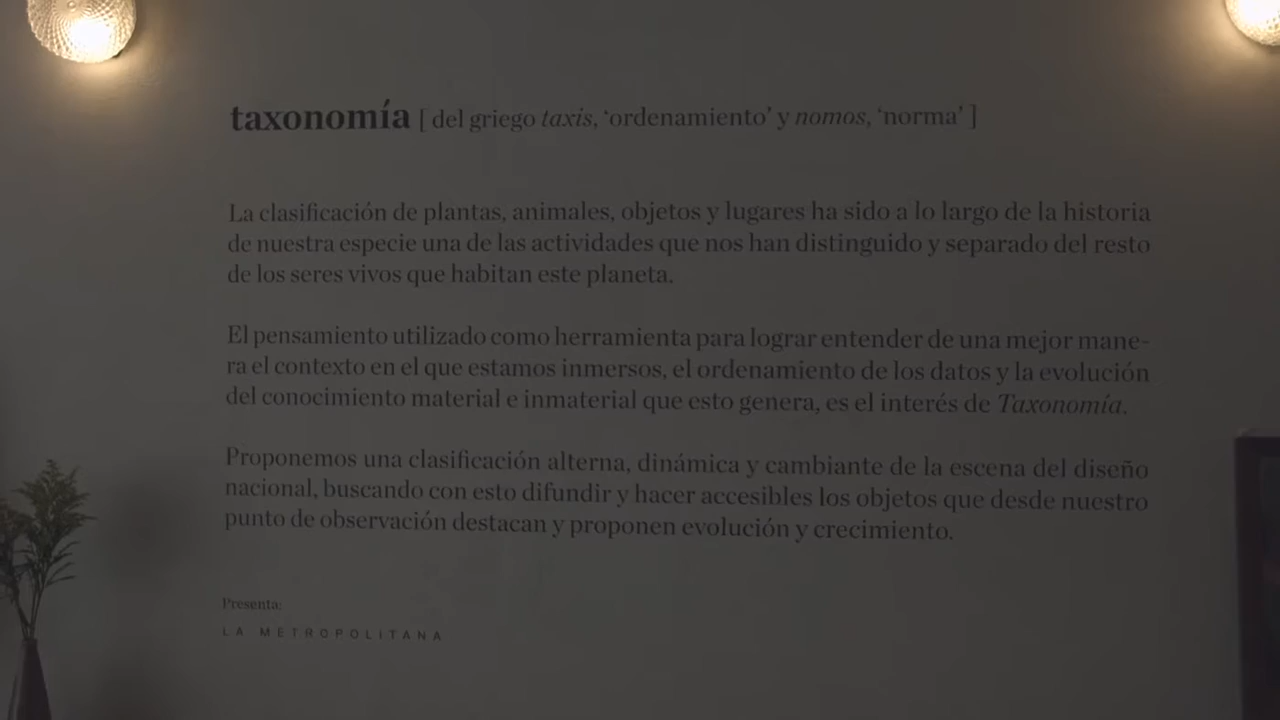 taxonomía [ del griego taxis, ‘ordenamiento’ y nomos, ‘norma’ ]
La clasificación de plantas, animales, objetos y lugares ha sido a lo largo de la historia
de nuestra especie una de las actividades que nos han distinguido y separado del resto
de los seres vivos que habitan este planeta.
El pensamiento utilizado como herramienta para lograr entender de una mejor mane-
ra el contexto en el que estamos inmersos, el ordenamiento de los datos y la evolución
del conocimiento material e inmaterial que esto genera, es el interés de Taxonomía.
Proponemos una clasificación alterna, dinámica y cambiante de la escena del diseño
nacional, buscando con esto difundir y hacer accesibles los objetos que desde nuestro
punto de observación destacan y proponen evolución y crecimiento.
Presenta:
LA METROPOLITANA